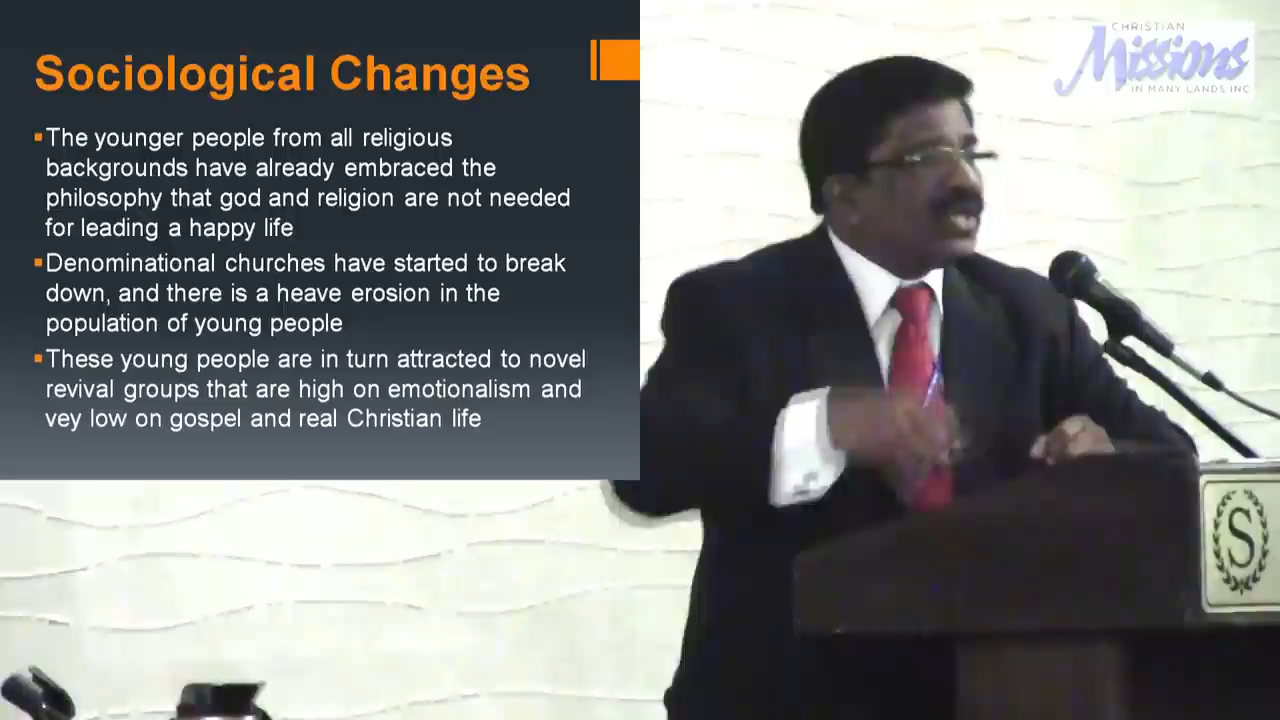 Sociological Changes
▪The younger people from all religious
backgrounds have already embraced the
philosophy that god and religion are not needed
for leading a happy life
▪Denominational churches have started to break
down, and there is a heave erosion in the
population of young people
▪These young people are in turn attracted to novel
revival groups that are high on emotionalism and
vey low on gospel and real Christian life
CHRISTIAN
Missions
IN MANY LANDS INC
S